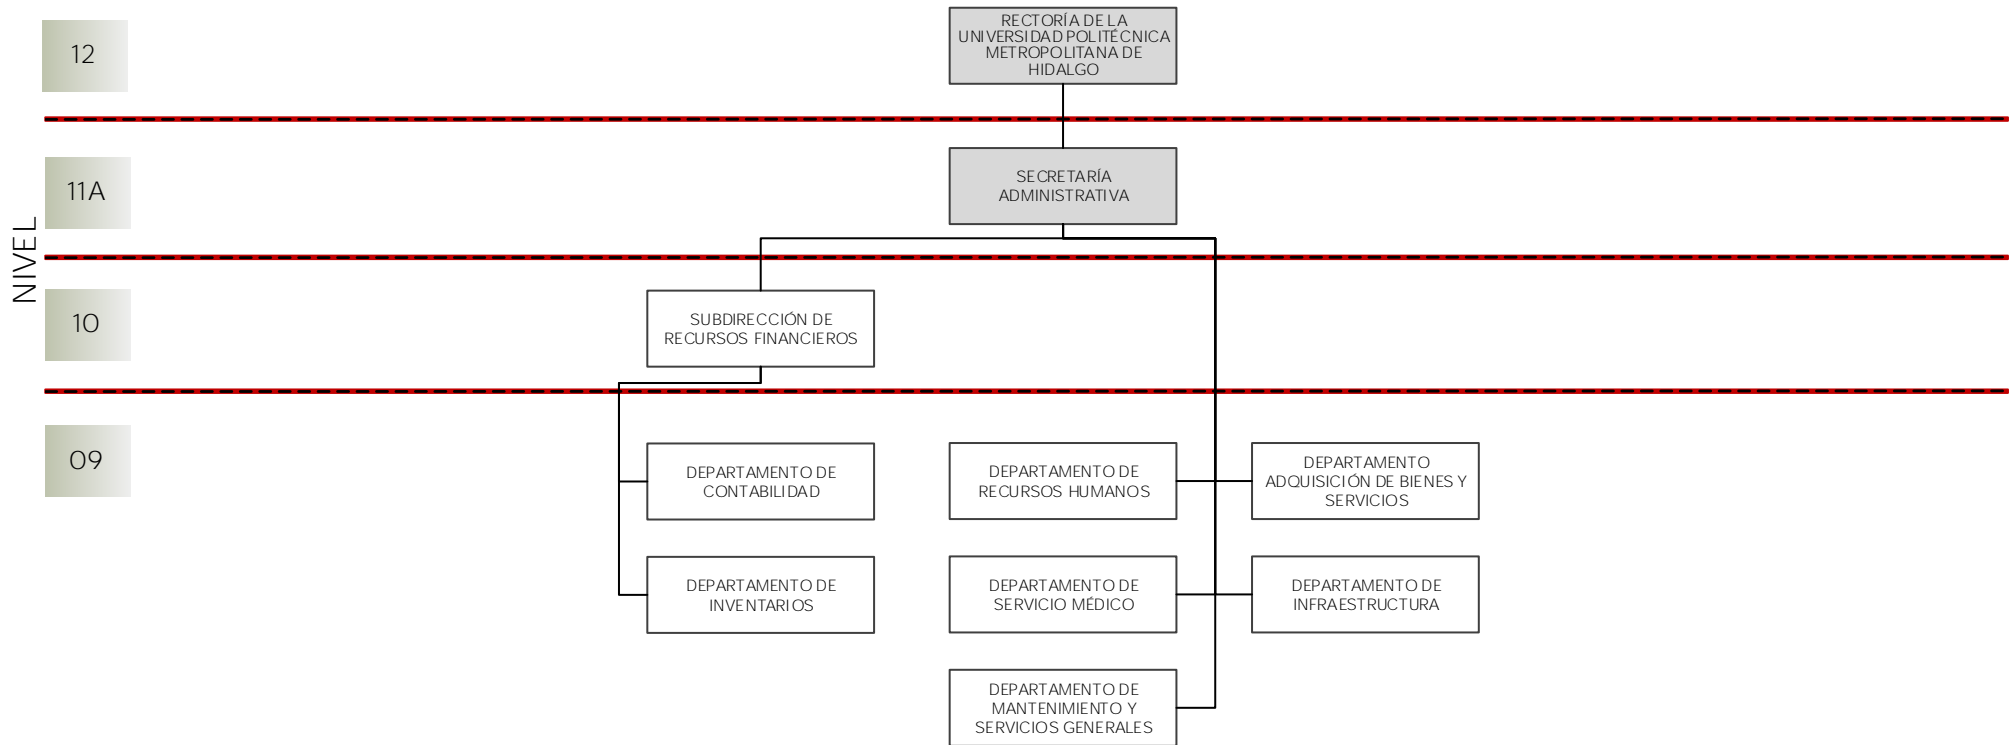 12
RECTORÍA DE LA
UNIVERSIDAD POLITÉCNICA
METROPOLITANA DE
HIDALGO
11A
SECRETARÍA
ADMINISTRATIVA
NIVEL
10
SUBDIRECCIÓN DE
RECURSOS FINANCIEROS
09
DEPARTAMENTO DE
CONTABILIDAD
DEPARTAMENTO DE
RECURSOS HUMANOS
DEPARTAMENTO
ADQUISICIÓN DE BIENES Y
SERVICIOS
DEPARTAMENTO DE
INVENTARIOS
DEPARTAMENTO DE
SERVICIO MÉDICO
DEPARTAMENTO DE
INFRAESTRUCTURA
DEPARTAMENTO DE
MANTENIMIENTO Y
SERVICIOS GENERALES